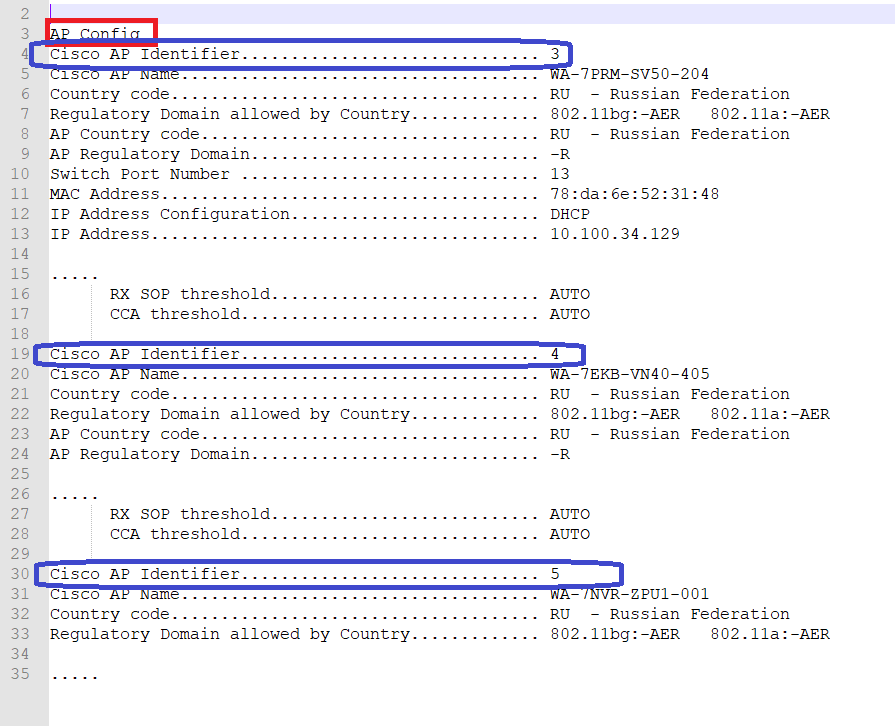 2
3 AP Config
4 Cisco AP Identifier.............................. 3
5 Cisco AP Name.................................... WA-7PRM-SV50-204
6 Country code..................................... RU  - Russian Federation
7 Regulatory Domain allowed by Country............. 802.11bg:-AER   802.11a:-AER
8 AP Country code.................................. RU  - Russian Federation
9 AP Regulatory Domain............................. -R
10 Switch Port Number .............................. 13
11 MAC Address...................................... 78:da:6e:52:31:48
12 IP Address Configuration......................... DHCP
13 IP Address....................................... 10.100.34.129
14
15 .....
16       RX SOP threshold........................... AUTO
17       CCA threshold.............................. AUTO
18
19 Cisco AP Identifier.............................. 4
20 Cisco AP Name.................................... WA-7EKB-VN40-405
21 Country code..................................... RU  - Russian Federation
22 Regulatory Domain allowed by Country............. 802.11bg:-AER   802.11a:-AER
23 AP Country code.................................. RU  - Russian Federation
24 AP Regulatory Domain............................. -R
25
26 .....
27       RX SOP threshold........................... AUTO
28       CCA threshold.............................. AUTO
29
30 Cisco AP Identifier.............................. 5
31 Cisco AP Name.................................... WA-7NVR-ZPU1-001
32 Country code..................................... RU  - Russian Federation
33 Regulatory Domain allowed by Country............. 802.11bg:-AER   802.11a:-AER
34
35 .....